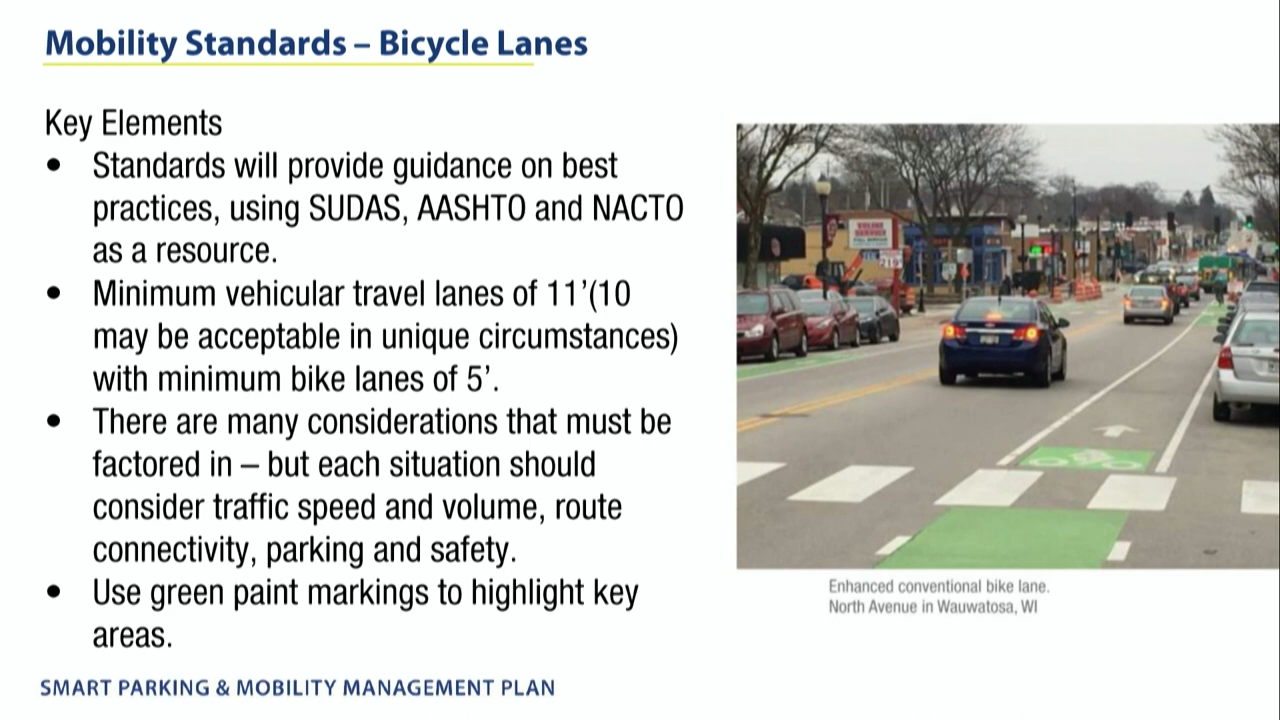 Mobility Standards – Bicycle Lanes
Key Elements
• Standards will provide guidance on best
practices, using SUDAS, AASHTO and NACTO
as a resource.
• Minimum vehicular travel lanes of 11’(10
may be acceptable in unique circumstances)
with minimum bike lanes of 5’.
• There are many considerations that must be
factored in – but each situation should
consider traffic speed and volume, route
connectivity, parking and safety.
• Use green paint markings to highlight key
areas.
Enhanced conventional bike lane.
North Avenue in Wauwatosa, WI
SMART PARKING & MOBILITY MANAGEMENT PLAN